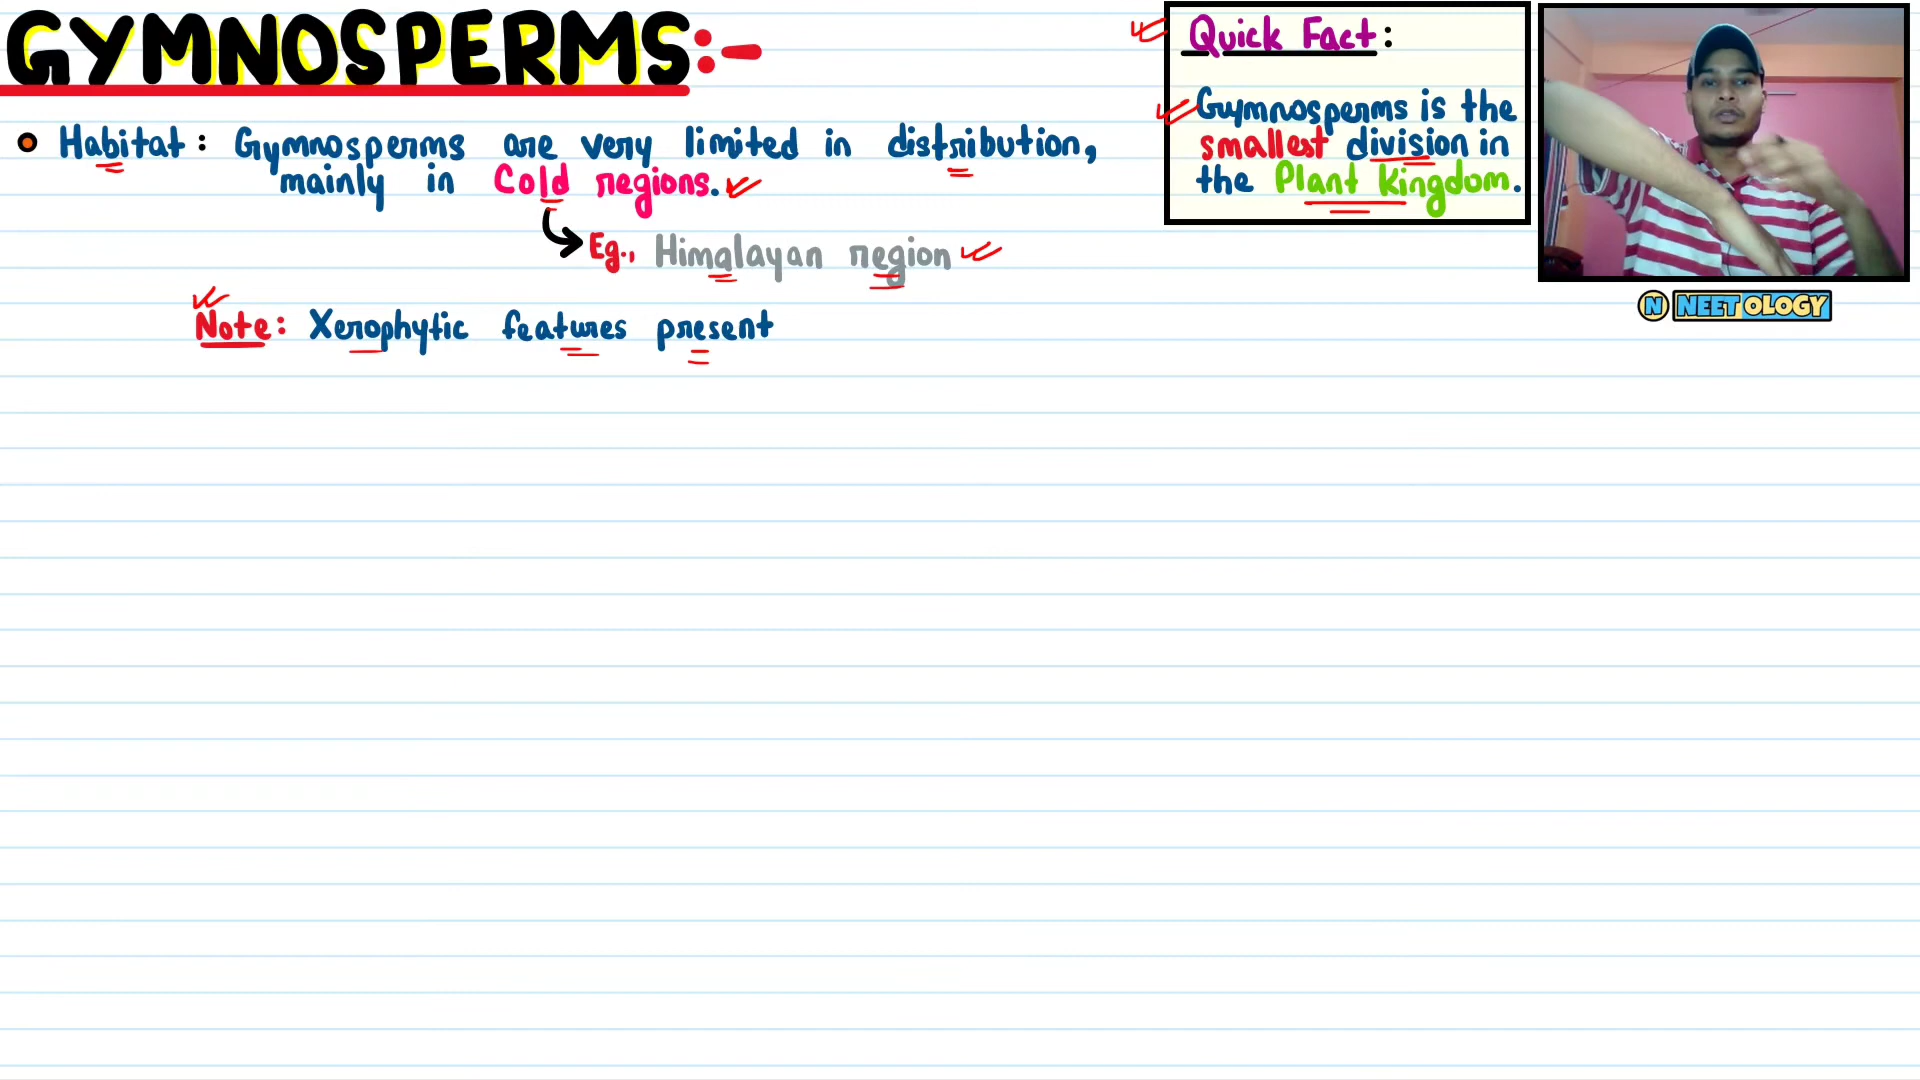 GYMNOSPERMS:-
• Habitat: Gymnosperms are very limited in distribution,
mainly in Cold regions.
Eg., Himalayan region
Note: Xerophytic features present
Quick Fact:
Gymnosperms is the
smallest division in
the Plant Kingdom.
N NEETOLOGY